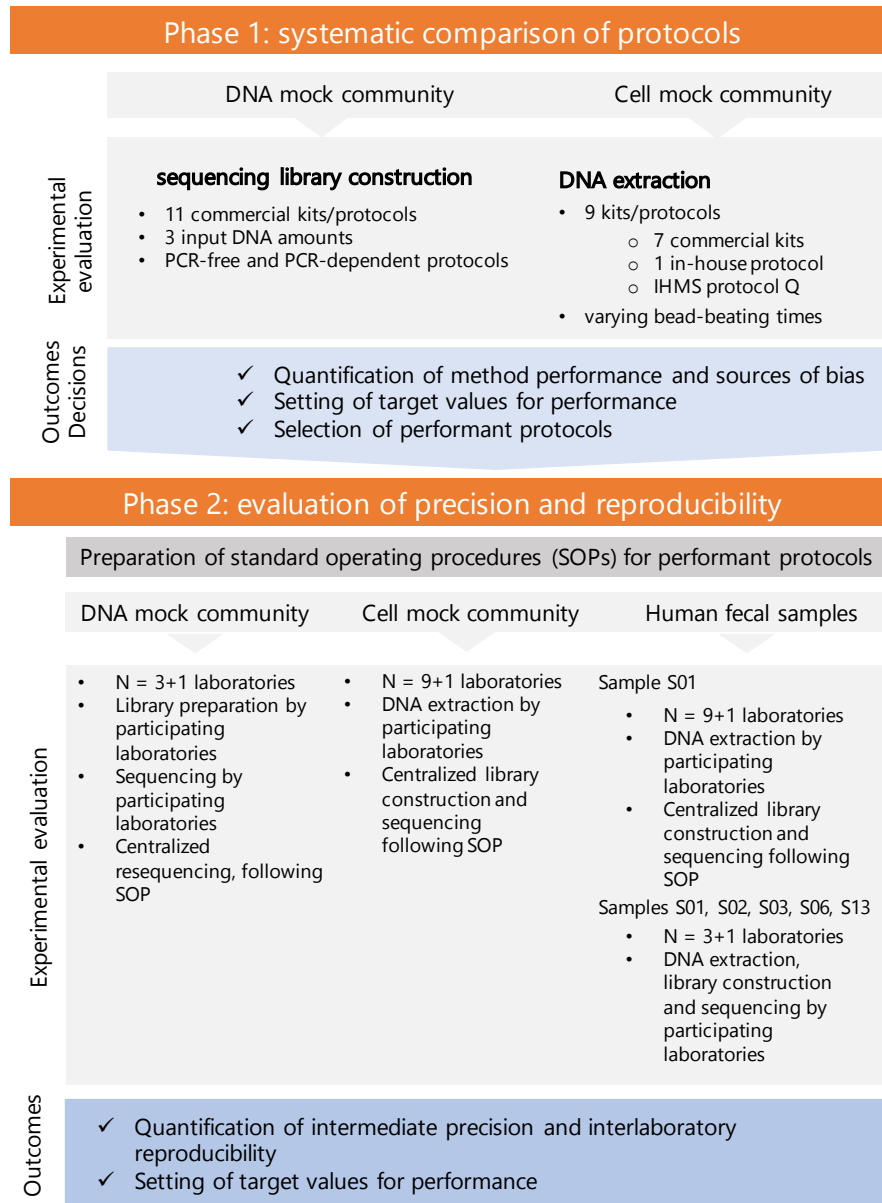 Phase 1: systematic comparison of protocols
DNA mock community
Cell mock community
Experimental
evaluation
sequencing library construction
• 11 commercial kits/protocols
• 3 input DNA amounts
• PCR-free and PCR-dependent protocols
DNA extraction
• 9 kits/protocols
o 7 commercial kits
o 1 in-house protocol
o IHMS protocol Q
• varying bead-beating times
Outcomes
Decisions
✓ Quantification of method performance and sources of bias
✓ Setting of target values for performance
✓ Selection of performant protocols
Phase 2: evaluation of precision and reproducibility
Preparation of standard operating procedures (SOPs) for performant protocols
DNA mock community
Cell mock community
Human fecal samples
Experimental evaluation
• N = 3+1 laboratories
• Library preparation by
participating
laboratories
• Sequencing by
participating
laboratories
• Centralized
resequencing, following
SOP
• N = 9+1 laboratories
• DNA extraction by
participating
laboratories
• Centralized library
construction and
sequencing
following SOP
Sample S01
• N = 9+1 laboratories
• DNA extraction by
participating
laboratories
• Centralized library
construction and
sequencing following
SOP
Samples S01, S02, S03, S06, S13
• N = 3+1 laboratories
• DNA extraction,
library construction
and sequencing by
participating
laboratories
Outcomes
✓ Quantification of intermediate precision and interlaboratory
reproducibility
✓ Setting of target values for performance